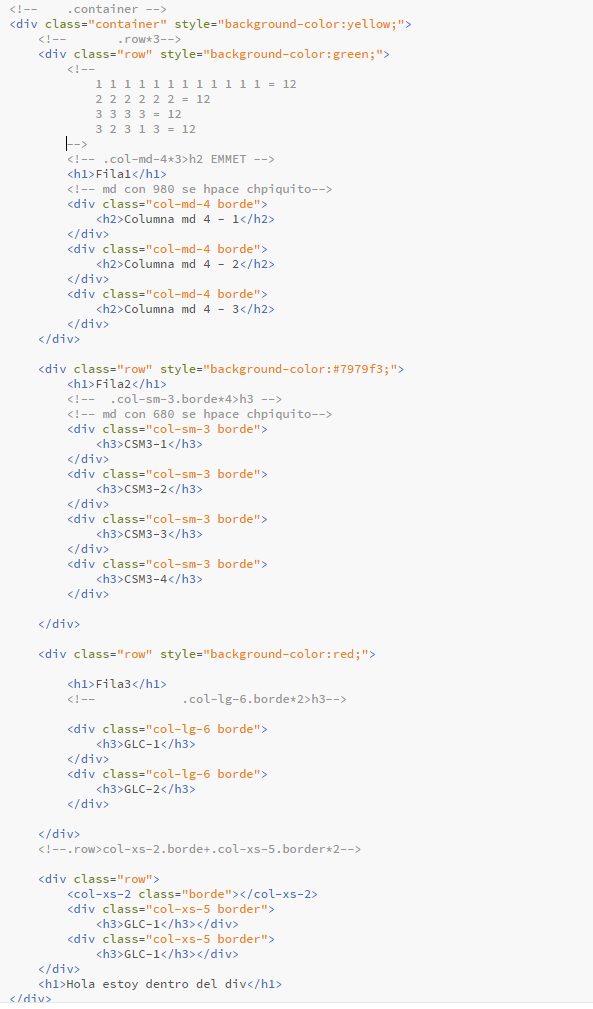 <!--    .container -->
<div class="container" style="background-color:yellow;">
    <!--       .row*3-->
    <div class="row" style="background-color:green;">
        <!--
            1 1 1 1 1 1 1 1 1 1 1 1 = 12
            2 2 2 2 2 2 = 12
            3 3 3 3 = 12
            3 2 3 1 3 = 12
        -->
        <!-- .col-md-4*3>h2 EMMET -->
        <h1>Fila1</h1>
        <!-- md con 980 se hpace chpiquito-->
        <div class="col-md-4 borde">
            <h2>Columna md 4 - 1</h2>
        </div>
        <div class="col-md-4 borde">
            <h2>Columna md 4 - 2</h2>
        </div>
        <div class="col-md-4 borde">
            <h2>Columna md 4 - 3</h2>
        </div>
    </div>

    <div class="row" style="background-color:#7979f3;">
        <h1>Fila2</h1>
        <!--  .col-sm-3.borde*4>h3 -->
        <!-- md con 680 se hpace chpiquito-->
        <div class="col-sm-3 borde">
            <h3>CSM3-1</h3>
        </div>
        <div class="col-sm-3 borde">
            <h3>CSM3-2</h3>
        </div>
        <div class="col-sm-3 borde">
            <h3>CSM3-3</h3>
        </div>
        <div class="col-sm-3 borde">
            <h3>CSM3-4</h3>
        </div>

    </div>

    <div class="row" style="background-color:red;">

        <h1>Fila3</h1>
        <!--            .col-lg-6.borde*2>h3-->

        <div class="col-lg-6 borde">
            <h3>GLC-1</h3>
        </div>
        <div class="col-lg-6 borde">
            <h3>GLC-2</h3>
        </div>

    </div>
    <!--.row>col-xs-2.borde+.col-xs-5.border*2-->

    <div class="row">
        <col-xs-2 class="borde"></col-xs-2>
        <div class="col-xs-5 border">
            <h3>GLC-1</h3></div>
        <div class="col-xs-5 border">
            <h3>GLC-1</h3></div>
    </div>
    <h1>Hola estoy dentro del div</h1>
</div>